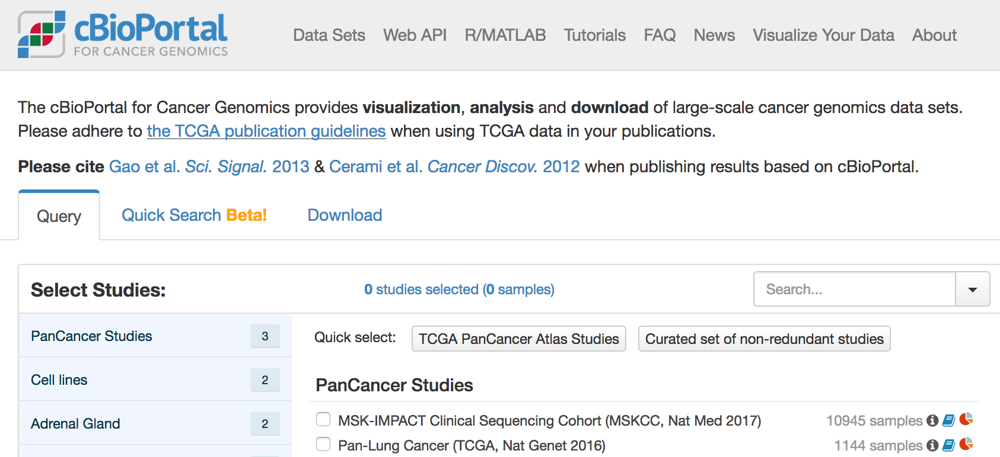 cBioPortal
FOR CANCER GENOMICS
Data Sets Web API R/MATLAB Tutorials FAQ News Visualize Your Data About
The cBioPortal for Cancer Genomics provides visualization, analysis and download of large-scale cancer genomics data sets.
Please adhere to the TCGA publication guidelines when using TCGA data in your publications.
Please cite Gao et al. Sci. Signal. 2013 & Cerami et al. Cancer Discov. 2012 when publishing results based on cBioPortal.
Query Quick Search Beta! Download
Select Studies: 0 studies selected (0 samples) Search...
PanCancer Studies 3
Cell lines 2
Adrenal Gland 2
Quick select: TCGA PanCancer Atlas Studies Curated set of non-redundant studies
PanCancer Studies
MSK-IMPACT Clinical Sequencing Cohort (MSKCC, Nat Med 2017) 10945 samples
Pan-Lung Cancer (TCGA, Nat Genet 2016) 1144 samples